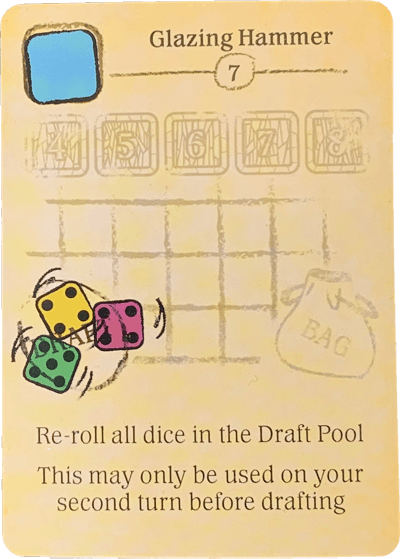 Glazing Hammer
7
4 5 6 7 8
DRAFT
BAG
Re-roll all dice in the Draft Pool
This may only be used on your
second turn before drafting